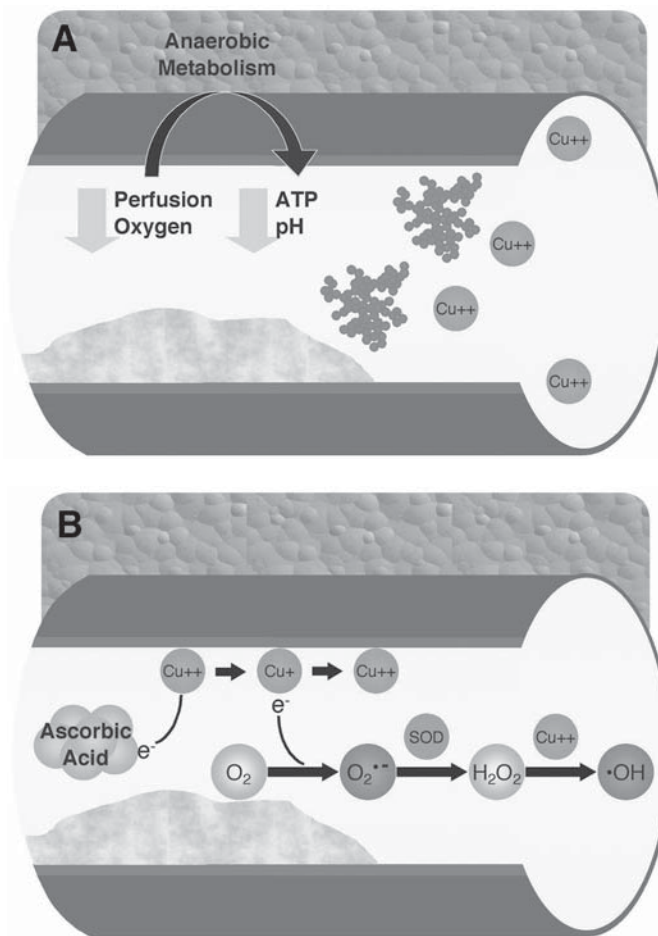 A
Anaerobic
Metabolism
Perfusion
Oxygen
ATP
pH
Cu++
Cu++
Cu++
Cu++
B
Cu++
Cu+
Cu++
Ascorbic
Acid
e-
e-
SOD
Cu++
O2
O2•-
H2O2
•OH